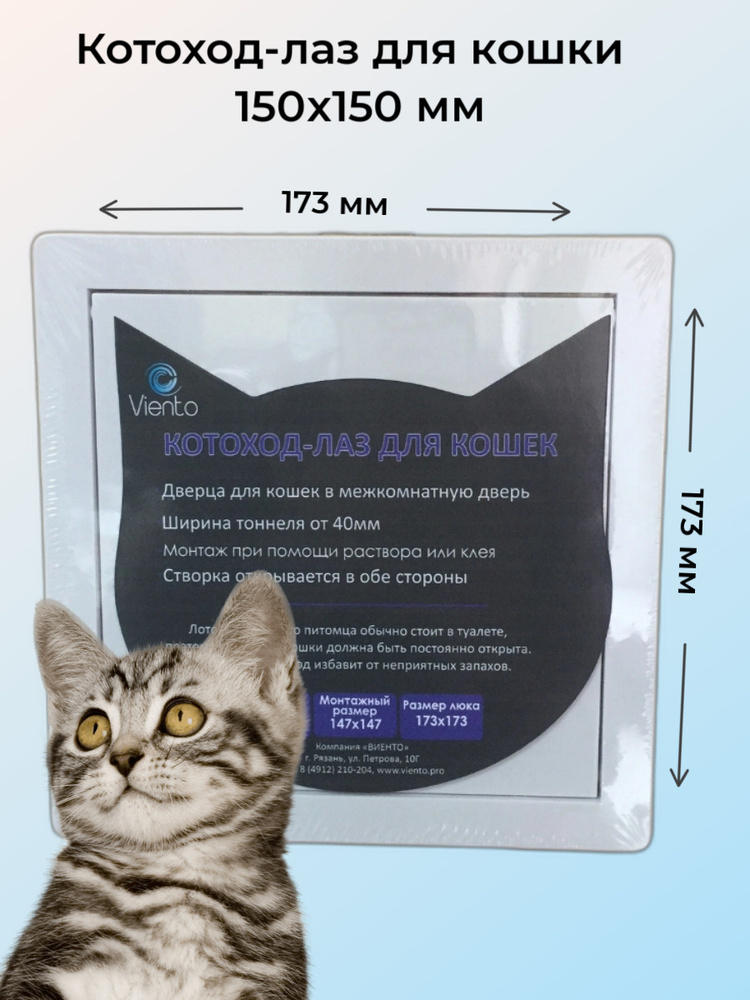 Котоход-лаз для кошки
150х150 мм
173 мм
173 мм
Viento
КОТОХОД-ЛАЗ ДЛЯ КОШЕК
Дверца для кошек в межкомнатную дверь
Ширина тоннеля от 40мм
Монтаж при помощи раствора или клея
Створка открывается в обе стороны
питомца обычно стоит в туалете,
должна быть постоянно открыта.
избавит от неприятных запахов.
Монтажный
размер
147х147
Размер люка
173х173
Компания «ВИЕНТО»
г. Рязань, ул. Петрова, 10Г
8 (4912) 210-204, www.viento.pro